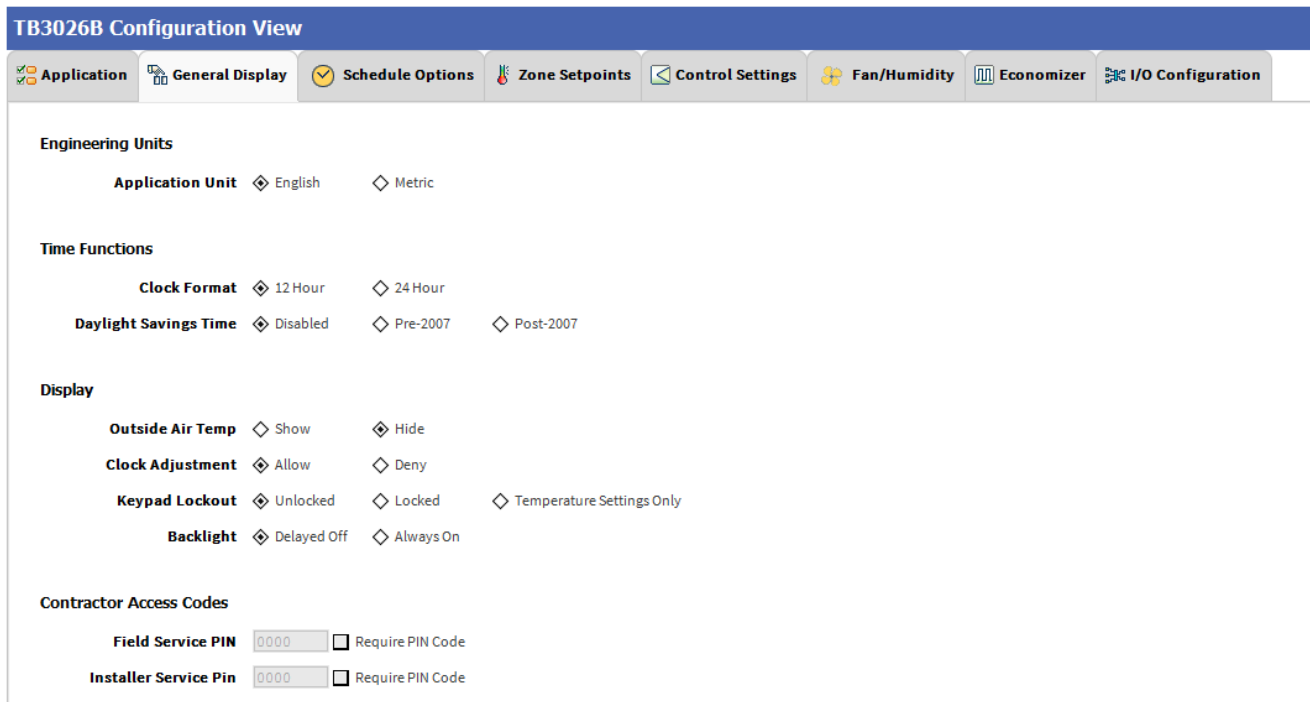 TB3026B Configuration View
Application General Display Schedule Options Zone Setpoints Control Settings Fan/Humidity Economizer I/O Configuration
Engineering Units
Application Unit English Metric
Time Functions
Clock Format 12 Hour 24 Hour
Daylight Savings Time Disabled Pre-2007 Post-2007
Display
Outside Air Temp Show Hide
Clock Adjustment Allow Deny
Keypad Lockout Unlocked Locked Temperature Settings Only
Backlight Delayed Off Always On
Contractor Access Codes
Field Service PIN 0000 Require PIN Code
Installer Service Pin 0000 Require PIN Code